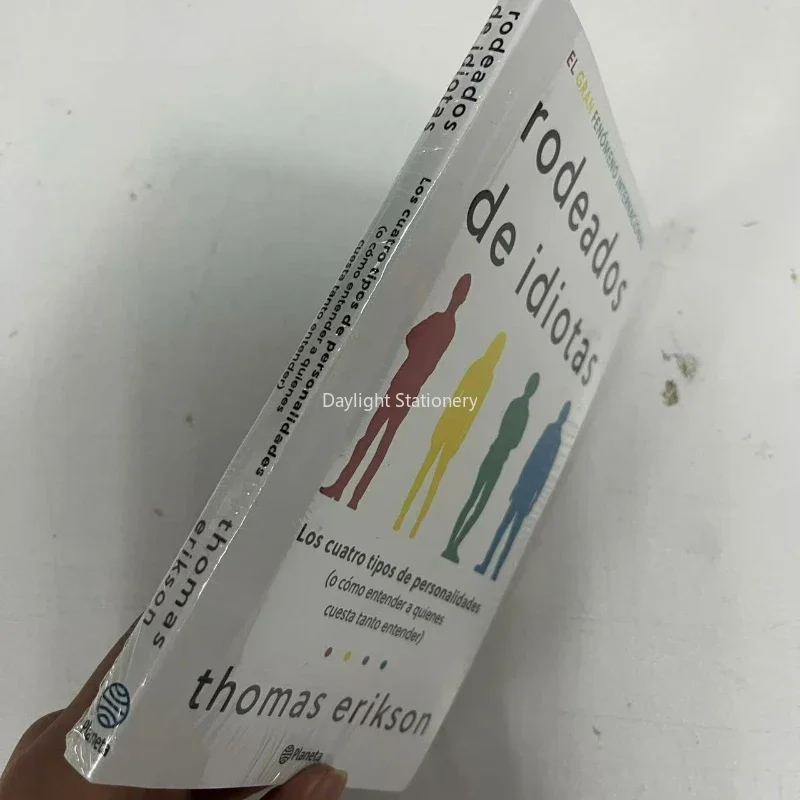 rodeados
de idiotas
Los cuatro tipos de personalidades
(o cómo entender a quienes
cuesta tanto entender)
thomas
erikson
Planeta
EL GRAN FENÓMENO INTERNACIONAL
rodeados
de idiotas
Daylight Stationery
Los cuatro tipos de personalidades
(o cómo entender a quienes
cuesta tanto entender)
thomas erikson
Planeta